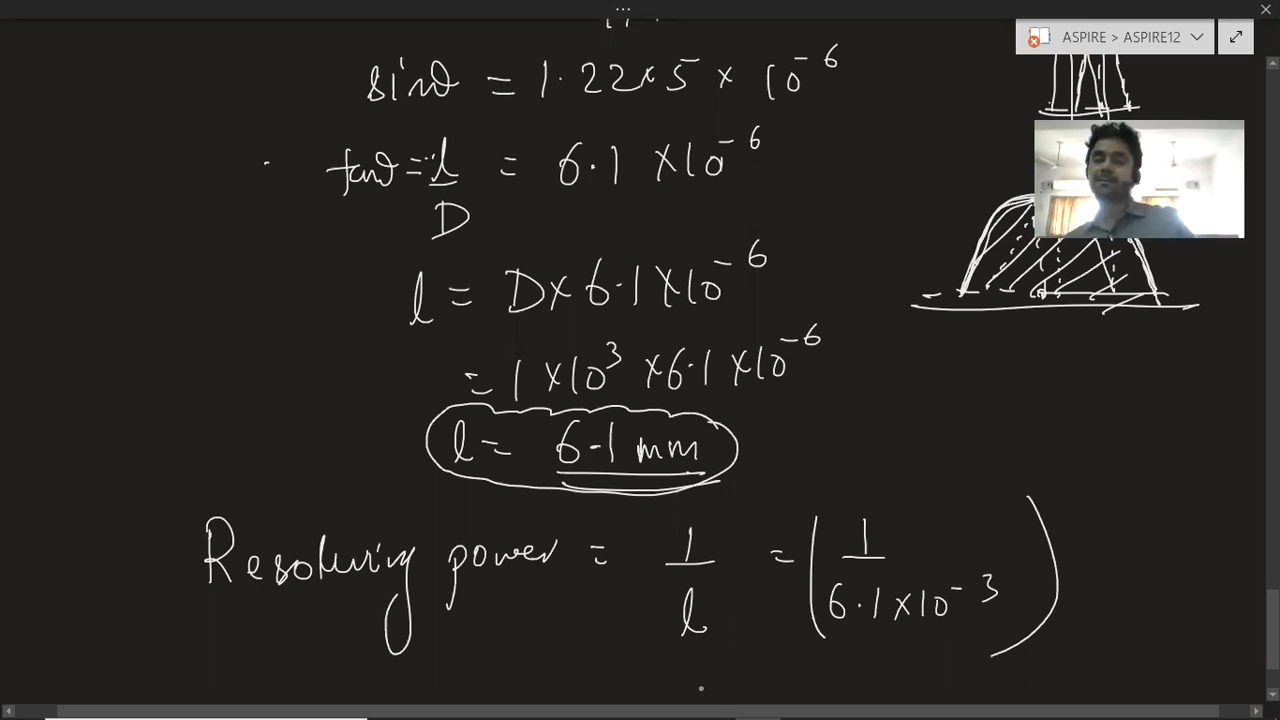 ASPIRE > ASPIRE12
sinθ = 1.22 × 5 × 10⁻⁶
tanθ = l/D = 6.1 × 10⁻⁶
l = D × 6.1 × 10⁻⁶
= 1 × 10³ × 6.1 × 10⁻⁶
l = 6.1 mm
Resolving power = 1/l = (1/6.1 × 10⁻³)